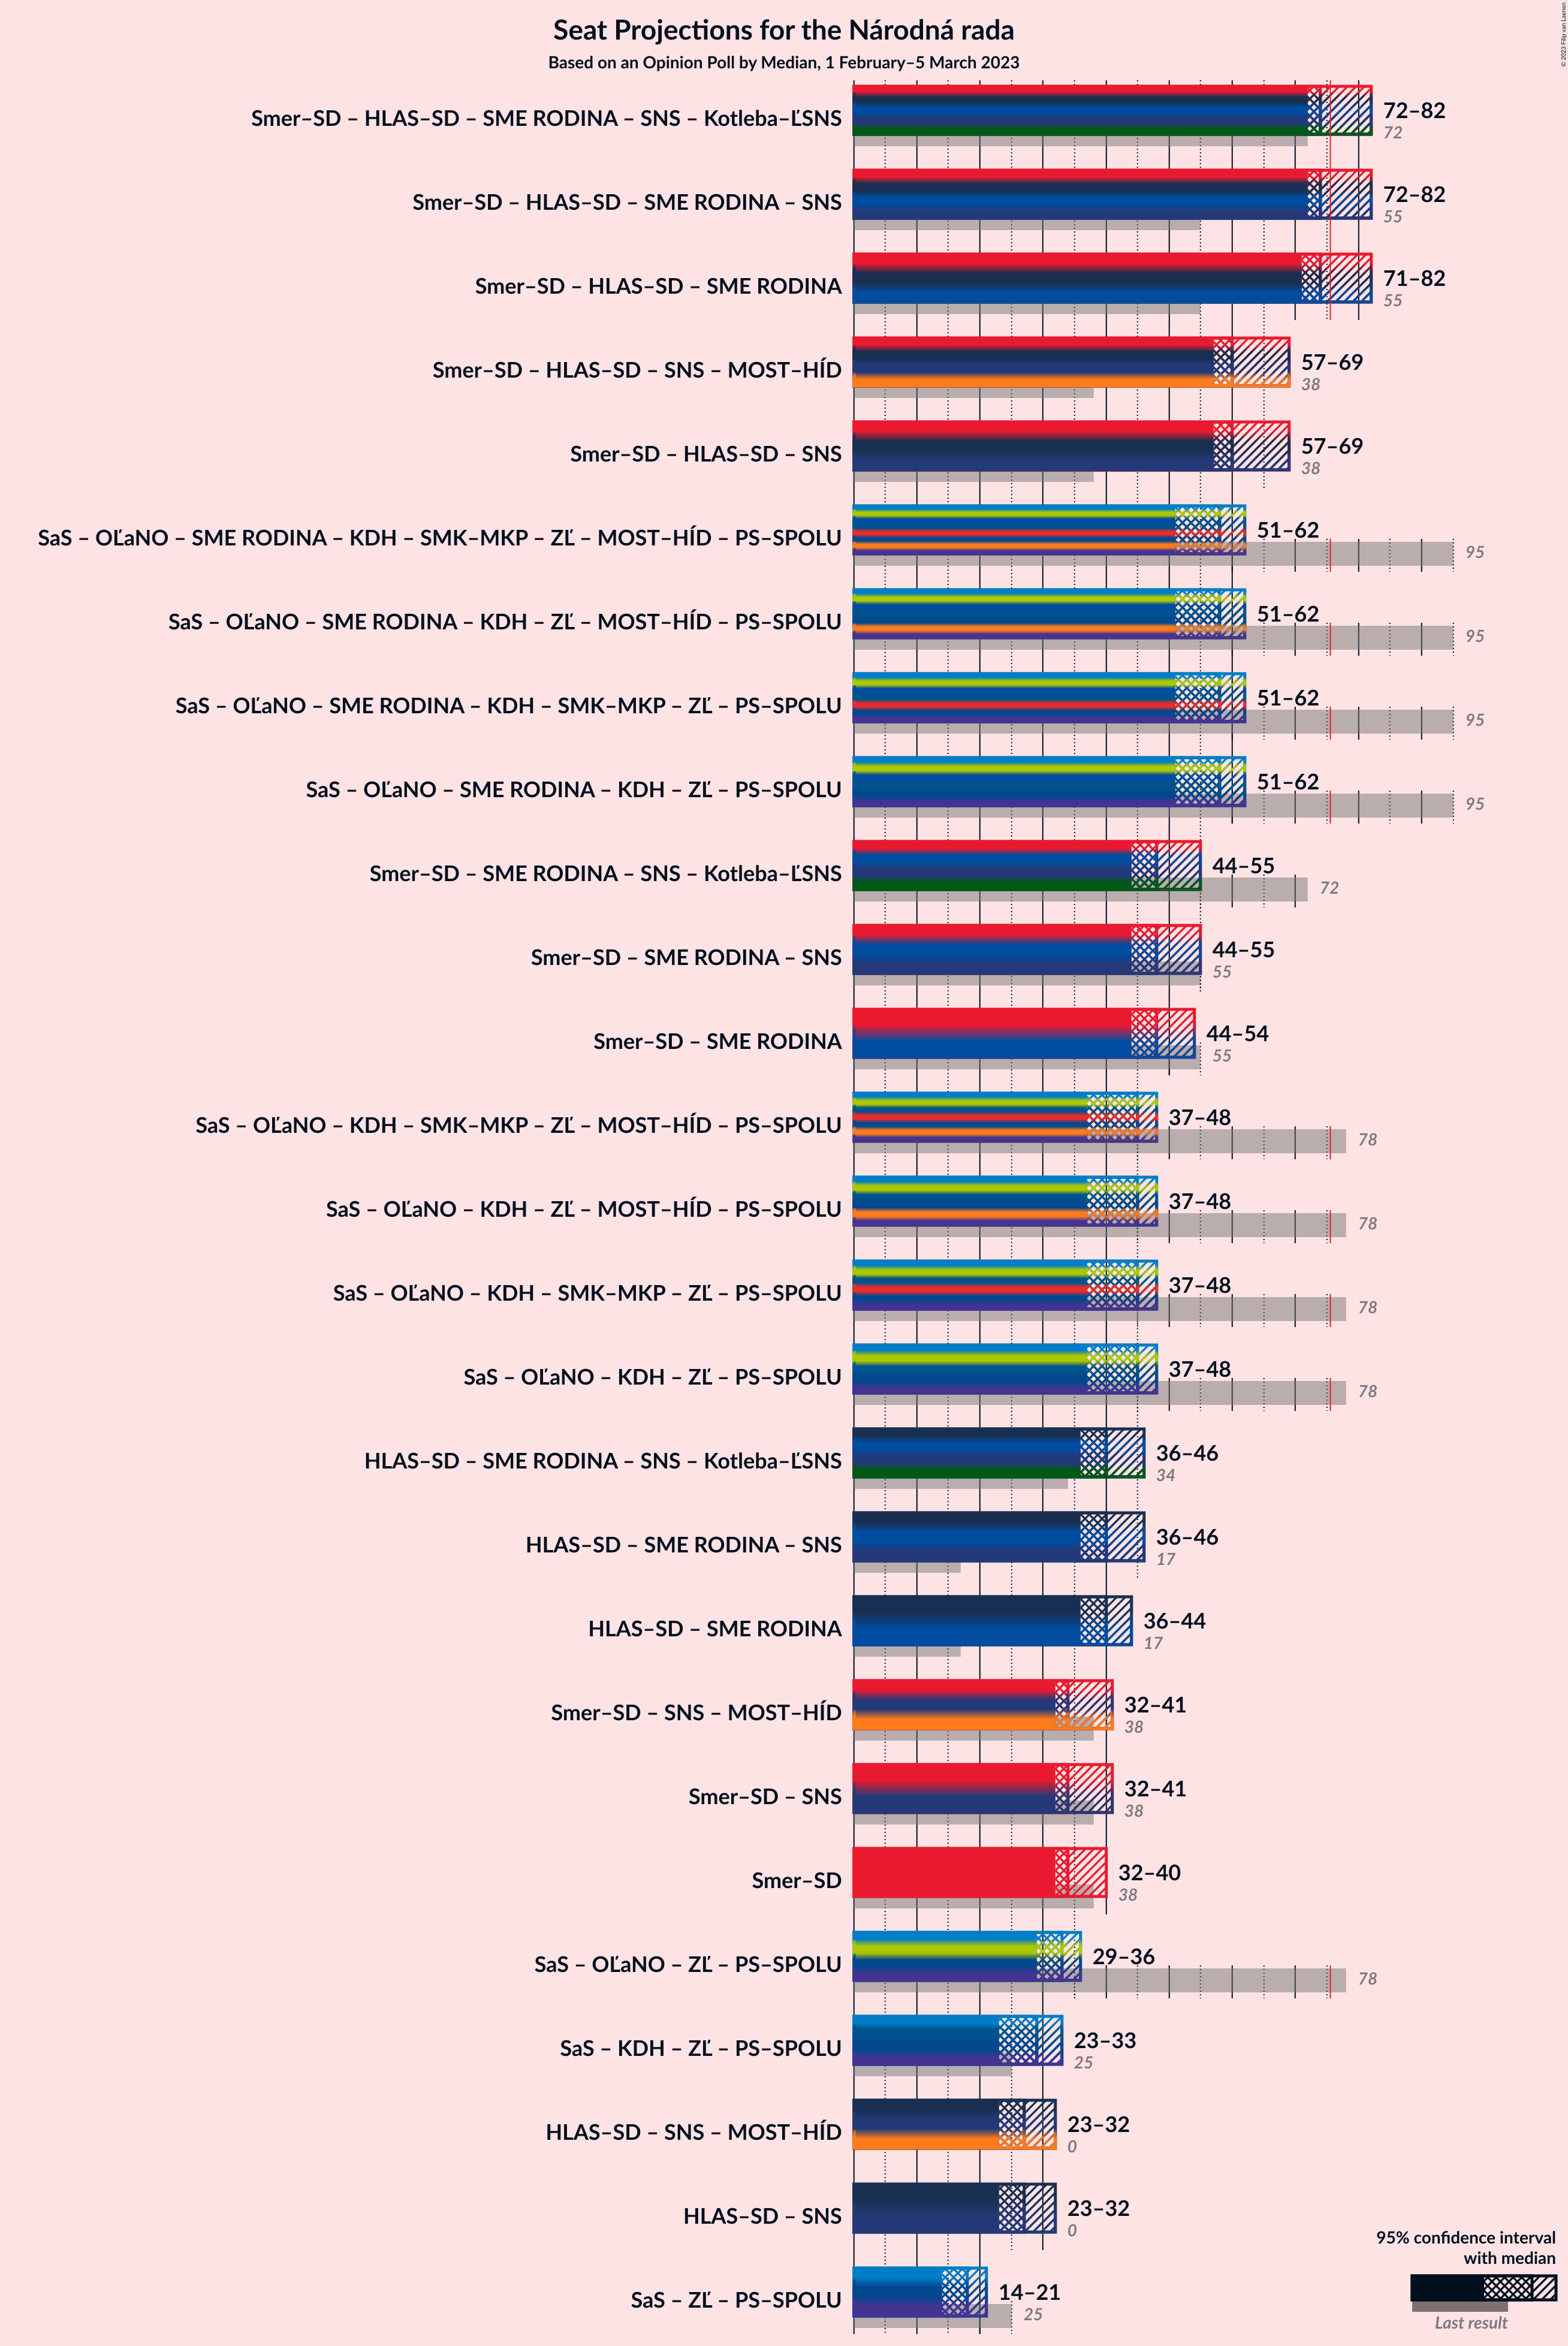 Seat Projections for the Národná rada
Based on an Opinion Poll by Median, 1 February–5 March 2023
© 2023 Filip van Laenen
Smer–SD – HLAS–SD – SME RODINA – SNS – Kotleba–ĽSNS
72–82
72
Smer–SD – HLAS–SD – SME RODINA – SNS
72–82
55
Smer–SD – HLAS–SD – SME RODINA
71–82
55
Smer–SD – HLAS–SD – SNS – MOST–HÍD
57–69
38
Smer–SD – HLAS–SD – SNS
57–69
38
SaS – OĽaNO – SME RODINA – KDH – SMK–MKP – ZĽ – MOST–HÍD – PS–SPOLU
51–62
95
SaS – OĽaNO – SME RODINA – KDH – ZĽ – MOST–HÍD – PS–SPOLU
51–62
95
SaS – OĽaNO – SME RODINA – KDH – SMK–MKP – ZĽ – PS–SPOLU
51–62
95
SaS – OĽaNO – SME RODINA – KDH – ZĽ – PS–SPOLU
51–62
95
Smer–SD – SME RODINA – SNS – Kotleba–ĽSNS
44–55
72
Smer–SD – SME RODINA – SNS
44–55
55
Smer–SD – SME RODINA
44–54
55
SaS – OĽaNO – KDH – SMK–MKP – ZĽ – MOST–HÍD – PS–SPOLU
37–48
78
SaS – OĽaNO – KDH – ZĽ – MOST–HÍD – PS–SPOLU
37–48
78
SaS – OĽaNO – KDH – SMK–MKP – ZĽ – PS–SPOLU
37–48
78
SaS – OĽaNO – KDH – ZĽ – PS–SPOLU
37–48
78
HLAS–SD – SME RODINA – SNS – Kotleba–ĽSNS
36–46
34
HLAS–SD – SME RODINA – SNS
36–46
17
HLAS–SD – SME RODINA
36–44
17
Smer–SD – SNS – MOST–HÍD
32–41
38
Smer–SD – SNS
32–41
38
Smer–SD
32–40
38
SaS – OĽaNO – ZĽ – PS–SPOLU
29–36
78
SaS – KDH – ZĽ – PS–SPOLU
23–33
25
HLAS–SD – SNS – MOST–HÍD
23–32
0
HLAS–SD – SNS
23–32
0
SaS – ZĽ – PS–SPOLU
14–21
25
95% confidence interval
with median
Last result